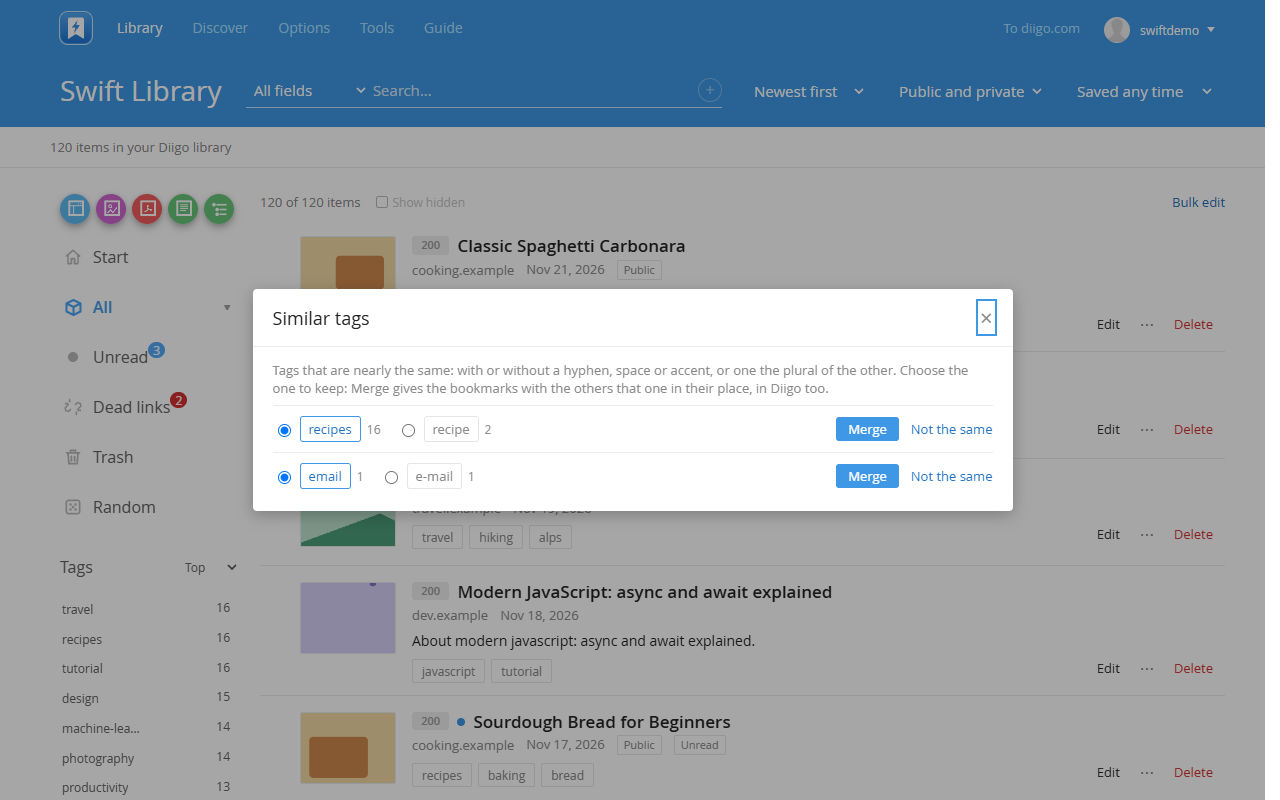 Library Discover Options Tools Guide To diigo.com swiftdemo
Swift Library All fields Search... + Newest first Public and private Saved any time
120 items in your Diigo library
120 of 120 items Show hidden Bulk edit
Start
All
Unread 3
Dead links 2
Trash
Random
Tags Top
travel 16
recipes 16
tutorial 16
design 15
machine-lea... 14
photography 14
productivity 13
200 Classic Spaghetti Carbonara
cooking.example Nov 21, 2026 Public
Edit ... Delete
Similar tags ×
Tags that are nearly the same: with or without a hyphen, space or accent, or one the plural of the other. Choose the
one to keep: Merge gives the bookmarks with the others that one in their place, in Diigo too.
recipes 16 recipe 2 Merge Not the same
email 1 e-mail 1 Merge Not the same
Edit ... Delete
travel hiking alps
Edit ... Delete
200 Modern JavaScript: async and await explained
dev.example Nov 18, 2026
About modern javascript: async and await explained.
javascript tutorial
Edit ... Delete
200 Sourdough Bread for Beginners
cooking.example Nov 17, 2026 Public Unread
recipes baking bread
Edit ... Delete